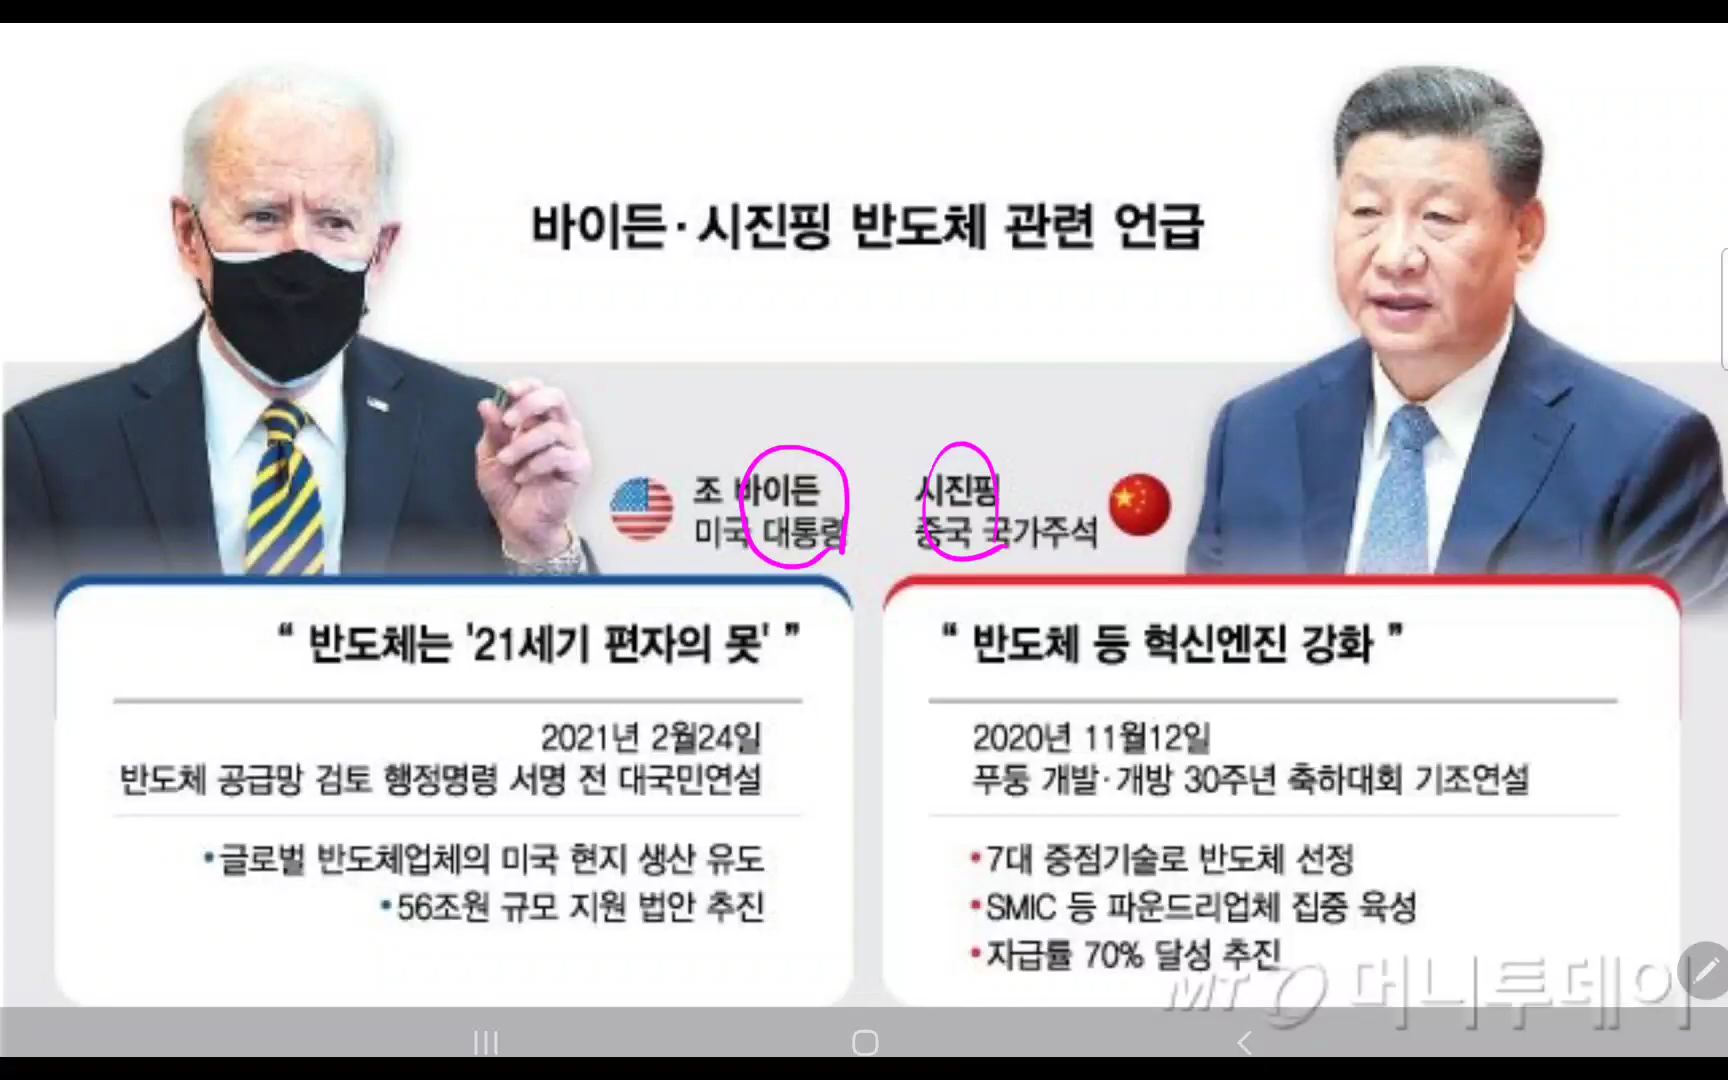 바이든·시진핑 반도체 관련 언급
조 바이든
미국 대통령
시진핑
중국 국가주석
“ 반도체는 '21세기 편자의 못' ”
2021년 2월24일
반도체 공급망 검토 행정명령 서명 전 대국민연설
•글로벌 반도체업체의 미국 현지 생산 유도
•56조원 규모 지원 법안 추진
“ 반도체 등 혁신엔진 강화 ”
2020년 11월12일
푸둥 개발·개방 30주년 축하대회 기조연설
•7대 중점기술로 반도체 선정
•SMIC 등 파운드리업체 집중 육성
•자급률 70% 달성 추진
MT 머니투데이